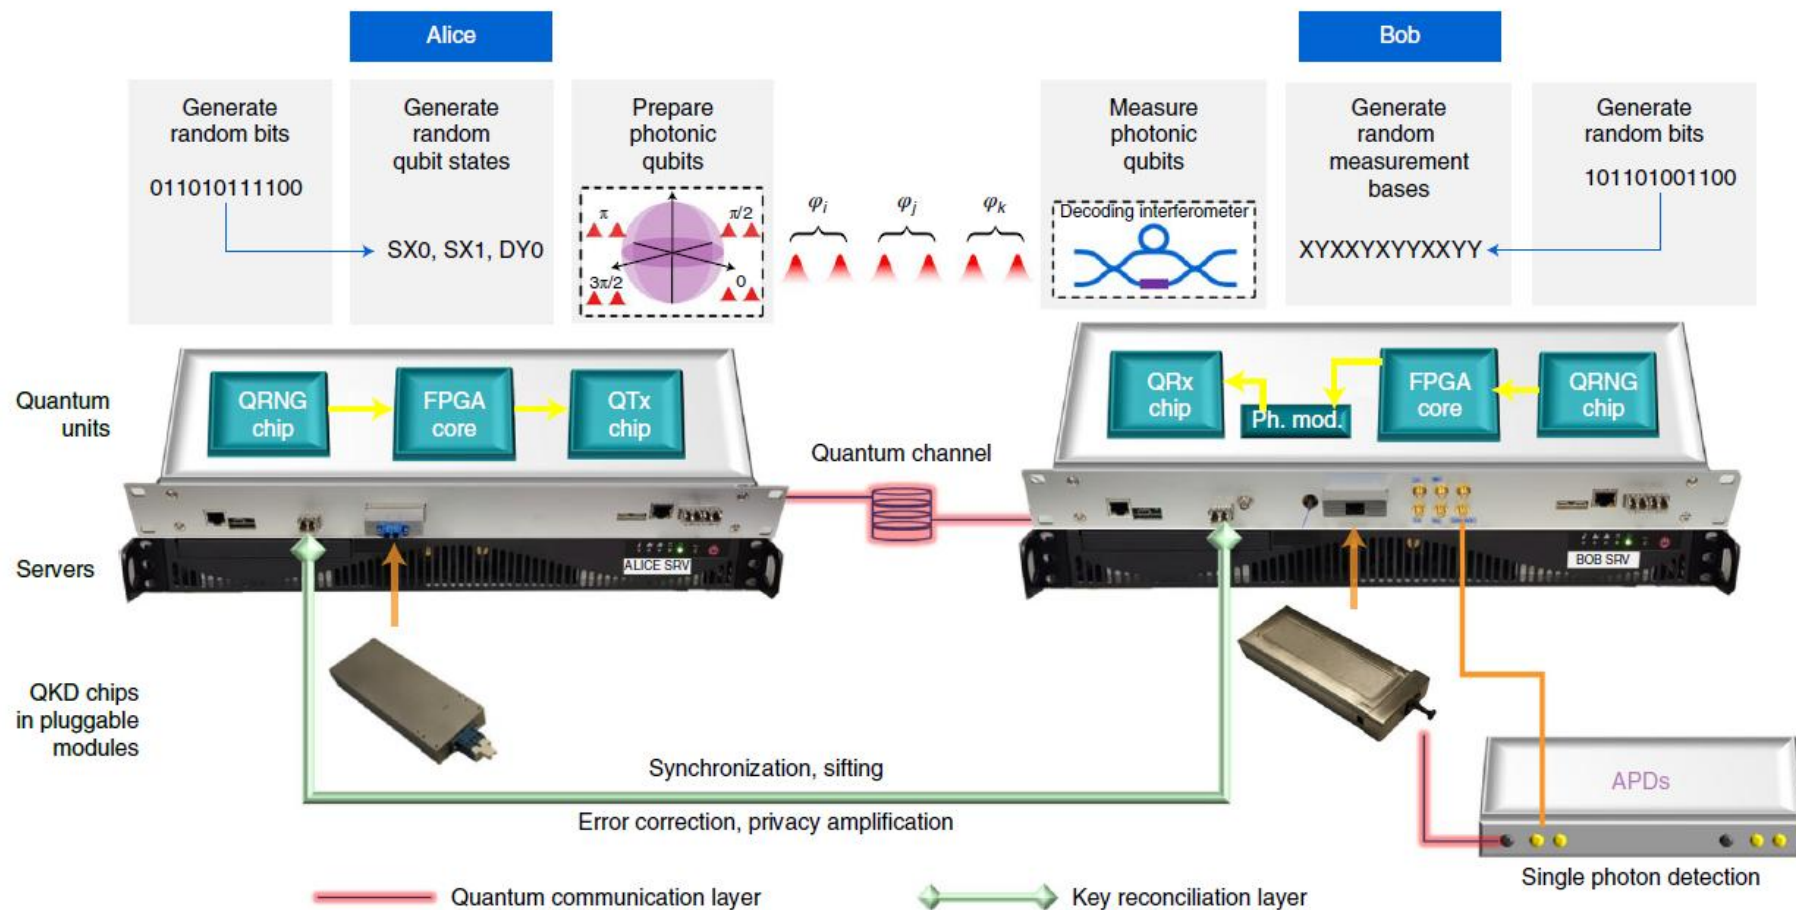 Alice
Bob
Generate
random bits
011010111100
Generate
random
qubit states
SX0, SX1, DY0
Prepare
photonic
qubits
π
π/2
3π/2
0
φi
φj
φk
Measure
photonic
qubits
Decoding interferometer
Generate
random
measurement
bases
XYXXYXYYXXYY
Generate
random bits
101101001100
Quantum
units
QRNG
chip
FPGA
core
QTx
chip
Quantum channel
QRx
chip
Ph. mod.
FPGA
core
QRNG
chip
Servers
ALICE SRV
BOB SRV
QKD chips
in pluggable
modules
Synchronization, sifting
Error correction, privacy amplification
APDs
Single photon detection
Quantum communication layer
Key reconciliation layer